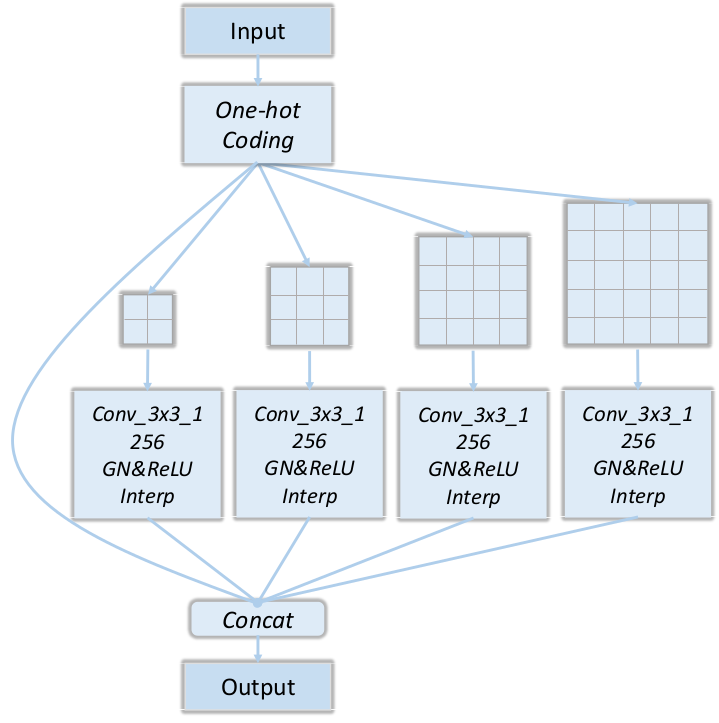 Input
One-hot
Coding
Conv_3x3_1
256
GN&ReLU
Interp
Conv_3x3_1
256
GN&ReLU
Interp
Conv_3x3_1
256
GN&ReLU
Interp
Conv_3x3_1
256
GN&ReLU
Interp
Concat
Output